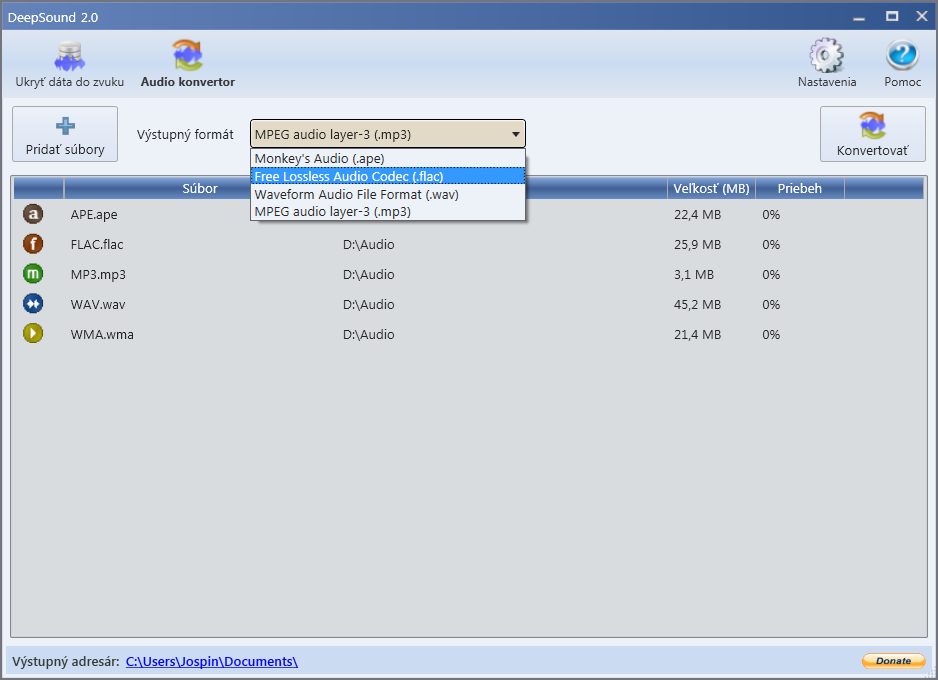 DeepSound 2.0
Ukryť dáta do zvuku
Audio konvertor
Nastavenia
Pomoc
Pridať súbory
Výstupný formát
MPEG audio layer-3 (.mp3)
Konvertovať
Monkey's Audio (.ape)
Free Lossless Audio Codec (.flac)
Waveform Audio File Format (.wav)
MPEG audio layer-3 (.mp3)
Súbor Veľkosť (MB) Priebeh
a APE.ape 22,4 MB 0%
f FLAC.flac D:\Audio 25,9 MB 0%
m MP3.mp3 D:\Audio 3,1 MB 0%
WAV.wav D:\Audio 45,2 MB 0%
WMA.wma D:\Audio 21,4 MB 0%
Výstupný adresár: C:\Users\Jospin\Documents\
Donate